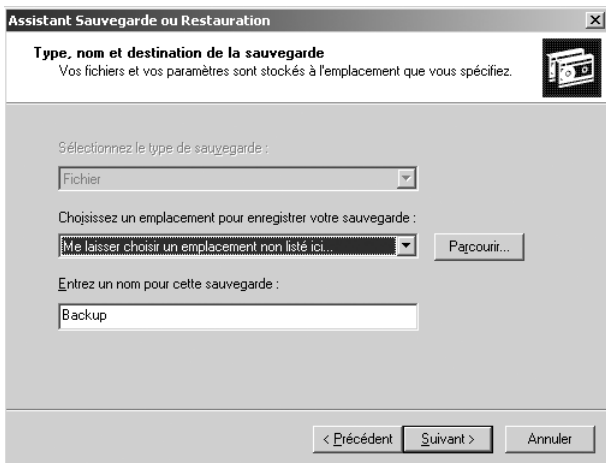 Assistant Sauvegarde ou Restauration
Type, nom et destination de la sauvegarde
Vos fichiers et vos paramètres sont stockés à l'emplacement que vous spécifiez.
Sélectionnez le type de sauvegarde :
Fichier
Choisissez un emplacement pour enregistrer votre sauvegarde :
Me laisser choisir un emplacement non listé ici...
Parcourir...
Entrez un nom pour cette sauvegarde :
Backup
< Précédent
Suivant >
Annuler